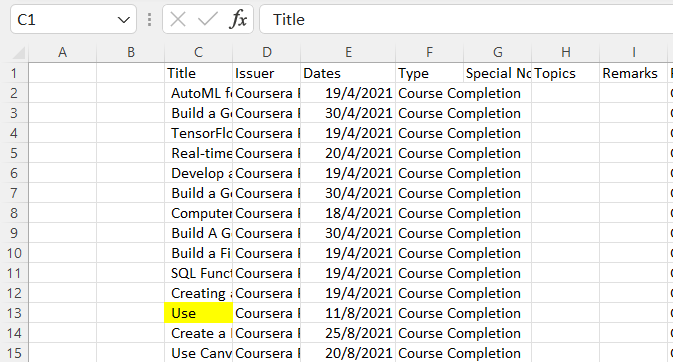 C1 fx Title
A B C D E F G H I
1 Title Issuer Dates Type Special No Topics Remarks
2 AutoML fo Coursera 19/4/2021 Course Completion
3 Build a Ge Coursera 30/4/2021 Course Completion
4 TensorFlo Coursera 19/4/2021 Course Completion
5 Real-time Coursera 20/4/2021 Course Completion
6 Develop a Coursera 19/4/2021 Course Completion
7 Build a Ge Coursera 30/4/2021 Course Completion
8 Computer Coursera 18/4/2021 Course Completion
9 Build A G Coursera 30/4/2021 Course Completion
10 Build a Fi Coursera 19/4/2021 Course Completion
11 SQL Funct Coursera 19/4/2021 Course Completion
12 Creating Coursera 19/4/2021 Course Completion
13 Use Coursera 11/8/2021 Course Completion
14 Create a Coursera 25/8/2021 Course Completion
15 Use Canv Coursera 20/8/2021 Course Completion